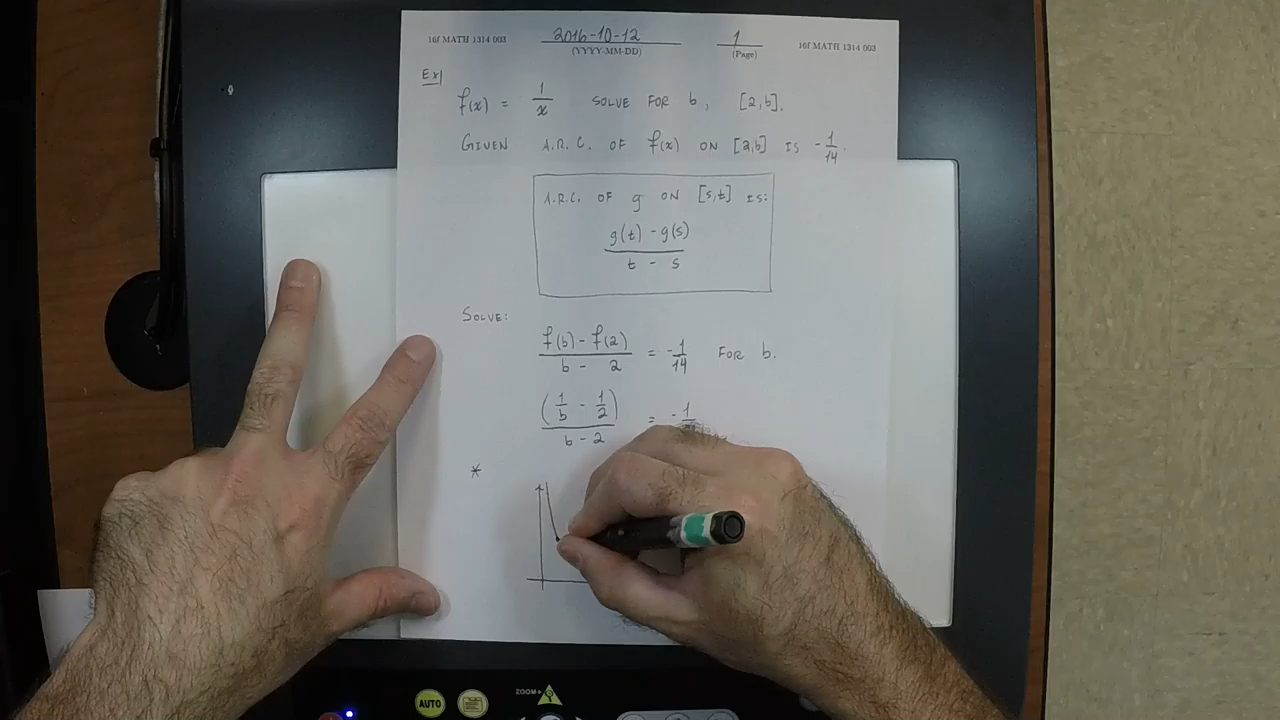 16f MATH 1314 003 2016-10-12 1 16f MATH 1314 003
(YYYY-MM-DD) (Page)
Ex|
f(x) = 1/x SOLVE FOR b, [2,b].
GIVEN A.R.C. OF f(x) ON [2,b] IS -1/14.
A.R.C. OF g ON [s,t] IS:
g(t) - g(s)
t - s
SOLVE:
f(b) - f(2)
b - 2 = -1/14 FOR b.
(1/b - 1/2)
b - 2 = -1
*
AUTO
ZOOM+